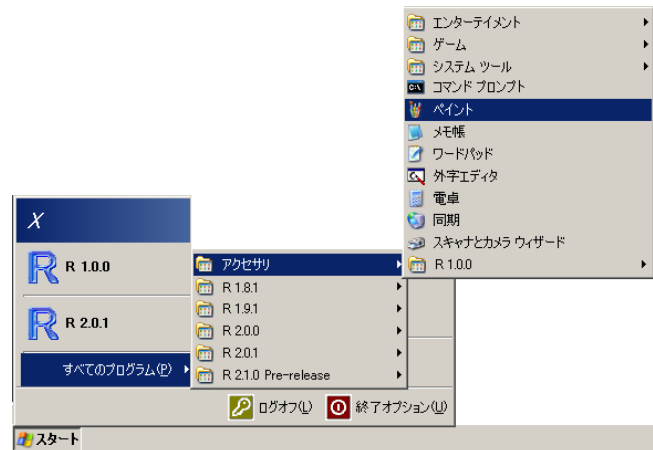 エンターテイメント
ゲーム
システム ツール
コマンド プロンプト
ペイント
メモ帳
ワードパッド
外字エディタ
電卓
同期
スキャナとカメラ ウィザード
R 1.0.0
X
R 1.0.0
R 2.0.1
すべてのプログラム(P)
アクセサリ
R 1.8.1
R 1.9.1
R 2.0.0
R 2.0.1
R 2.1.0 Pre-release
ログオフ(L) 終了オプション(U)
スタート